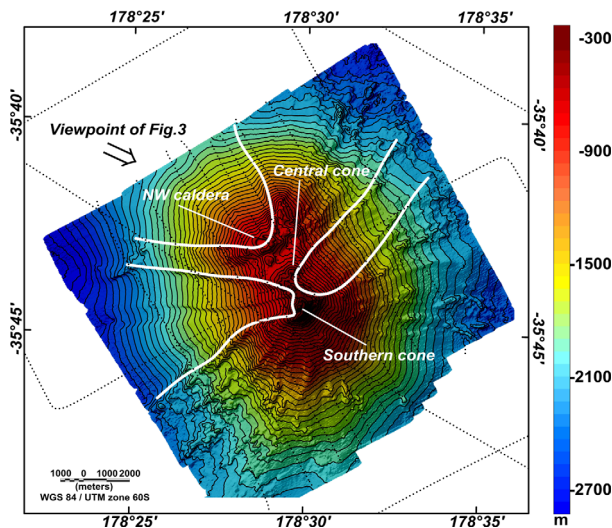 178°25' 178°30' 178°35'
-300
-35°40' -35°40'
Viewpoint of Fig.3
-900
Central cone
NW caldera
-1500
-35°45' -35°45'
Southern cone
-2100
1000 0 1000 2000
(meters)
WGS 84 / UTM zone 60S
-2700
m
178°25' 178°30' 178°35'